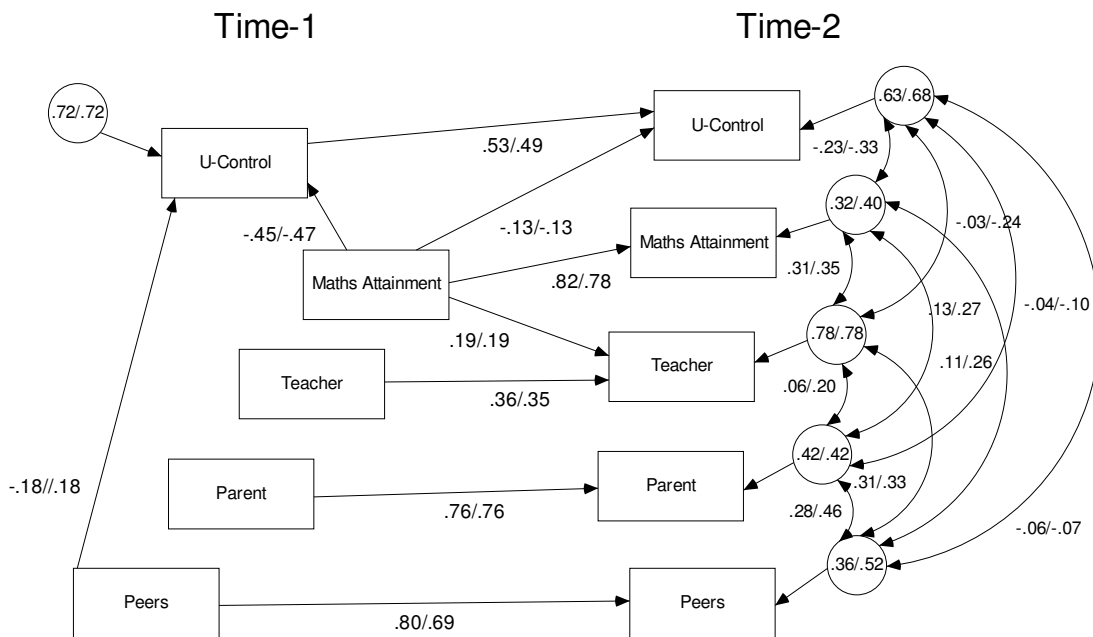 Time-1
Time-2
.72/.72
.63/.68
U-Control
U-Control
.53/.49
-.23/-.33
.32/.40
-.45/-.47
-.13/-.13
Maths Attainment
-.03/-.24
Maths Attainment
.82/.78
.31/.35
.13/.27
-.04/-.10
.19/.19
.78/.78
Teacher
.11/.26
Teacher
.36/.35
.06/.20
.42/.42
-.18//.18
Parent
Parent
.31/.33
.76/.76
.28/.46
-.06/-.07
.36/.52
Peers
Peers
.80/.69